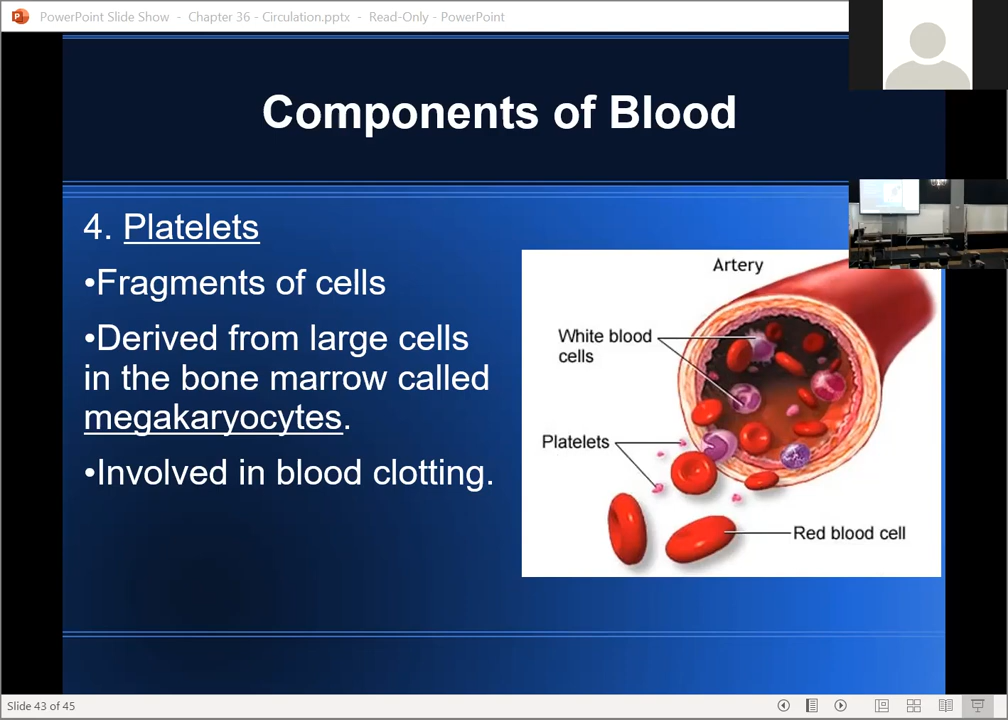 PowerPoint Slide Show - Chapter 36 - Circulation.pptx - Read-Only - PowerPoint
Components of Blood
4. Platelets
•Fragments of cells
•Derived from large cells
in the bone marrow called
megakaryocytes.
•Involved in blood clotting.
Artery
White blood
cells
Platelets
Red blood cell
Slide 43 of 45